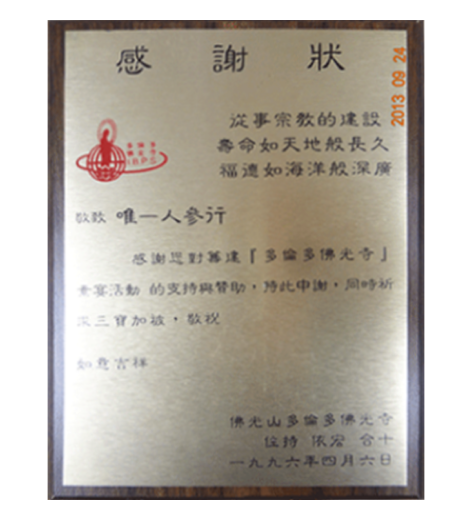 感謝狀
2013 09 24
從事宗教的建設
壽命如天地般長久
福德如海洋般深廣
I.B.P.S.
敬致 唯一人參行
感謝您對籌建『多倫多佛光寺』
素宴活動 的支持與贊助，特此申謝，同時祈
求三寶加被，敬祝
如意吉祥
佛光山多倫多佛光寺
住持 依宏 合十
一九九六年四月六日